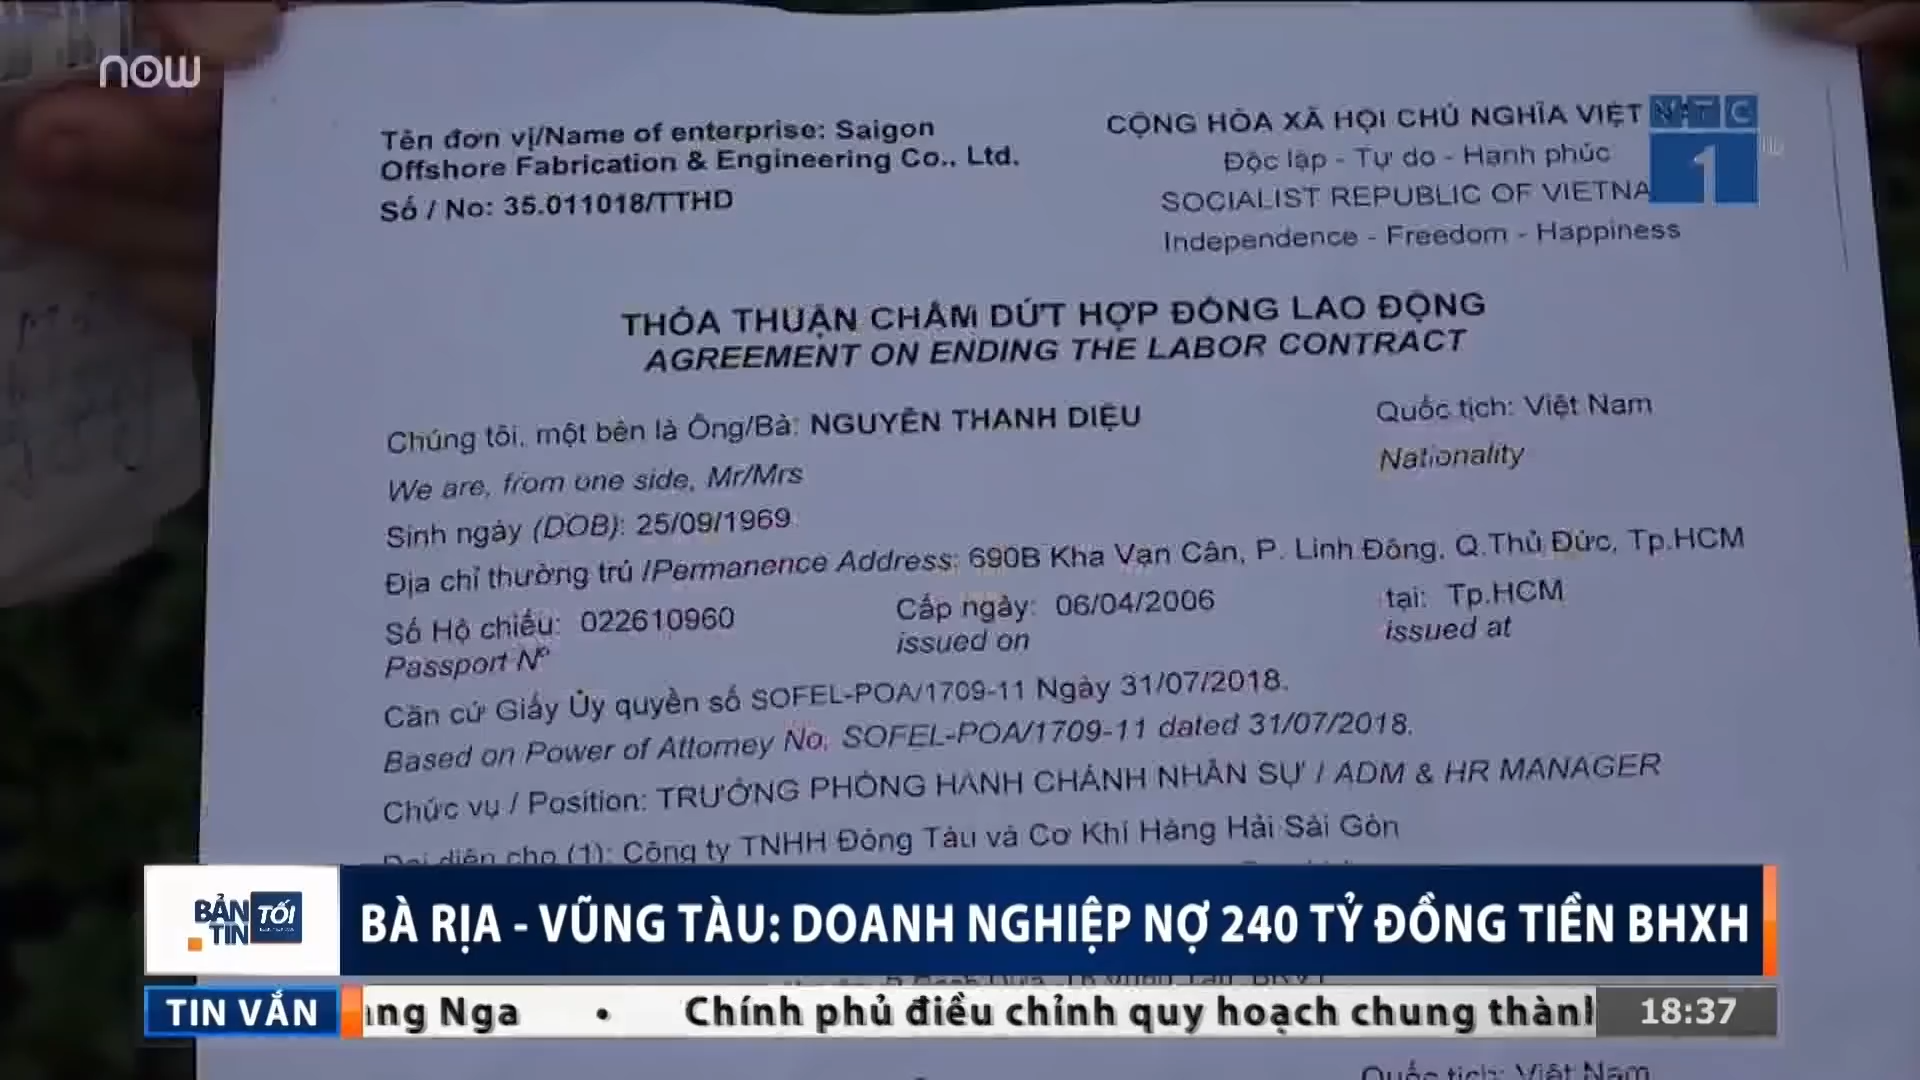 now
VTC
1
Tên đơn vị/Name of enterprise: Saigon
Offshore Fabrication & Engineering Co., Ltd.
Số / No: 35.011018/TTHD
CỘNG HÒA XÃ HỘI CHỦ NGHĨA VIỆT
Độc lập - Tự do - Hạnh phúc
SOCIALIST REPUBLIC OF VIETNA
Independence - Freedom - Happiness
THỎA THUẬN CHẤM DỨT HỢP ĐỒNG LAO ĐỘNG
AGREEMENT ON ENDING THE LABOR CONTRACT
Chúng tôi, một bên là Ông/Bà: NGUYỄN THANH DIỆU Quốc tịch: Việt Nam
We are, from one side, Mr/Mrs Nationality
Sinh ngày (DOB): 25/09/1969
Địa chỉ thường trú /Permanence Address: 690B Kha Vạn Cân, P. Linh Đông, Q.Thủ Đức, Tp.HCM
Số Hộ chiếu: 022610960 Cấp ngày: 06/04/2006 tại: Tp.HCM
Passport Nº issued on issued at
Căn cứ Giấy Ủy quyền số SOFEL-POA/1709-11 Ngày 31/07/2018.
Based on Power of Attorney No. SOFEL-POA/1709-11 dated 31/07/2018.
Chức vụ / Position: TRƯỞNG PHÒNG HÀNH CHÁNH NHÂN SỰ / ADM & HR MANAGER
Đại diện cho (1): Công ty TNHH Đóng Tàu và Cơ Khí Hàng Hải Sài Gòn
BẢN TIN TỐI
BÀ RỊA - VŨNG TÀU: DOANH NGHIỆP NỢ 240 TỶ ĐỒNG TIỀN BHXH
TIN VẮN
ang Nga • Chính phủ điều chỉnh quy hoạch chung thành
18:37
Quốc tịch: Việt Nam